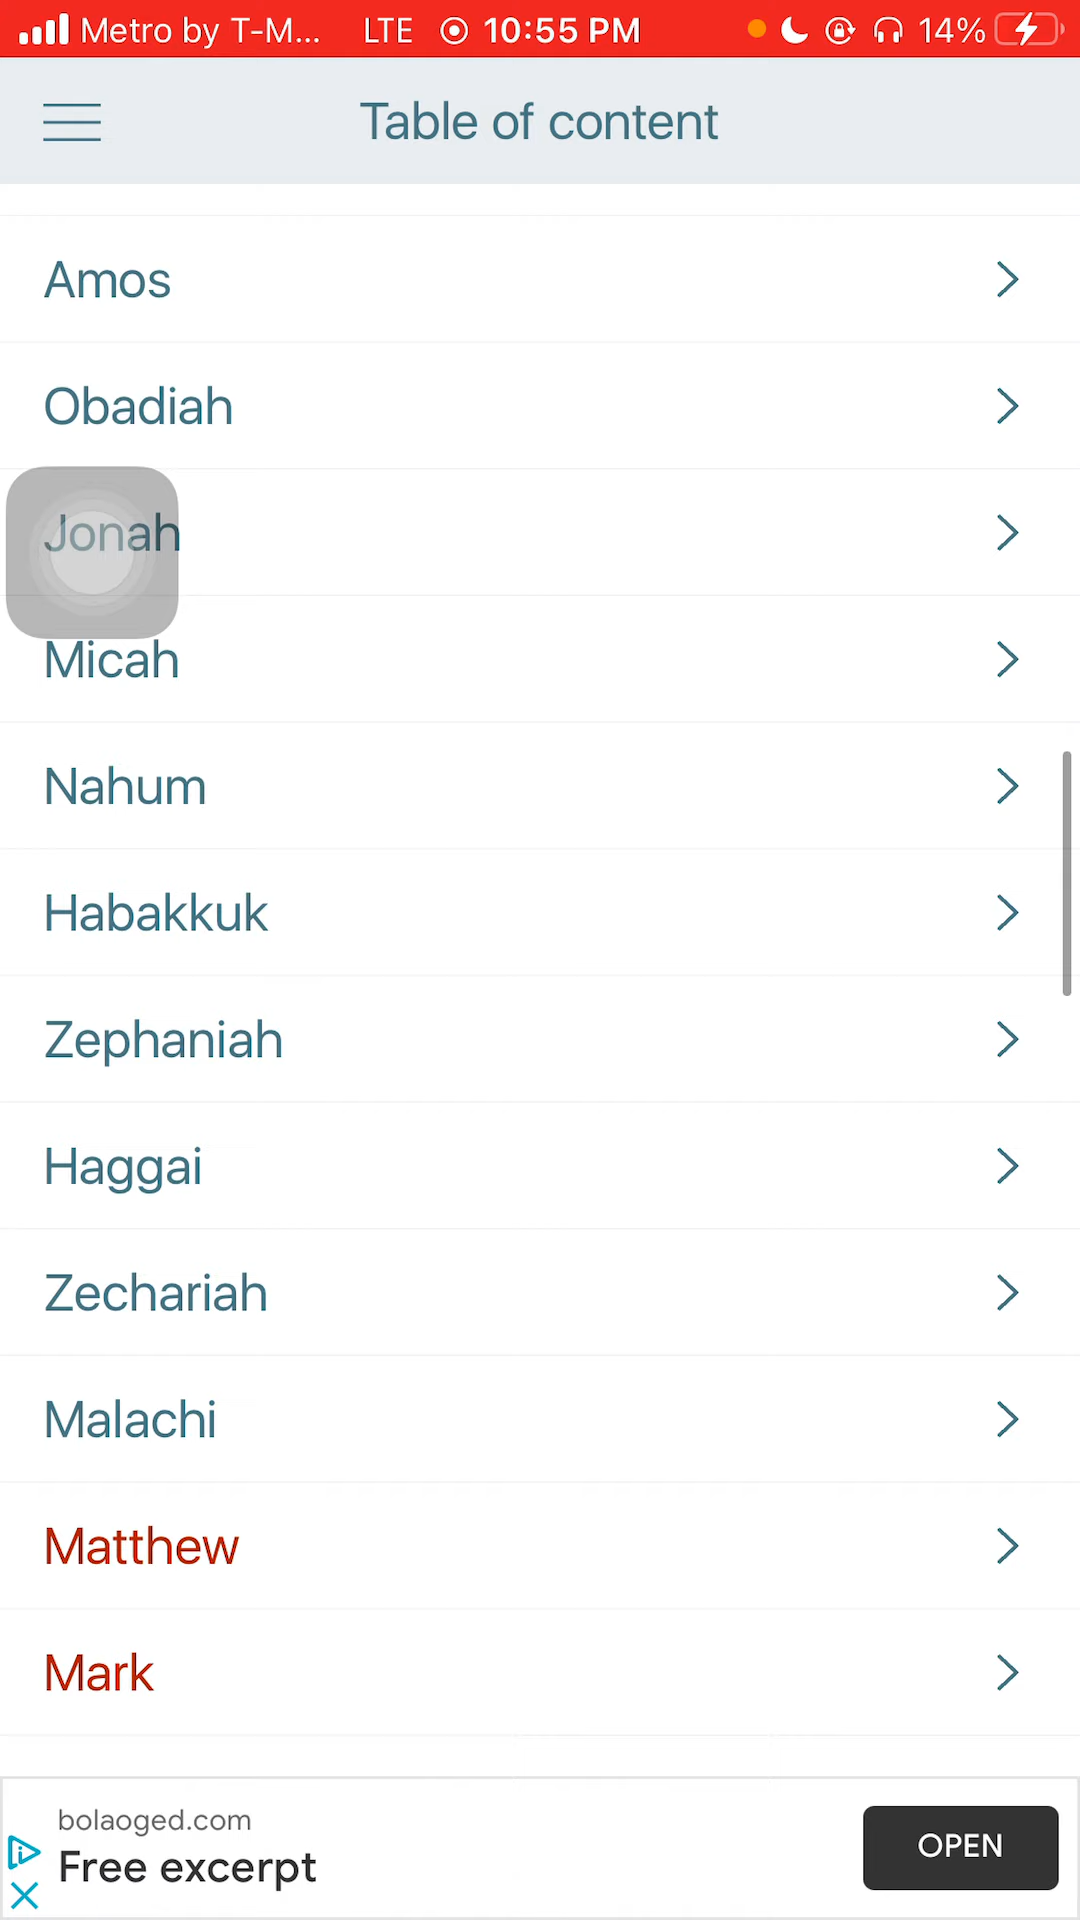 Metro by T-M... LTE 10:55 PM 14%
Table of content
Amos
Obadiah
Jonah
Micah
Nahum
Habakkuk
Zephaniah
Haggai
Zechariah
Malachi
Matthew
Mark
bolaoged.com
Free excerpt
OPEN